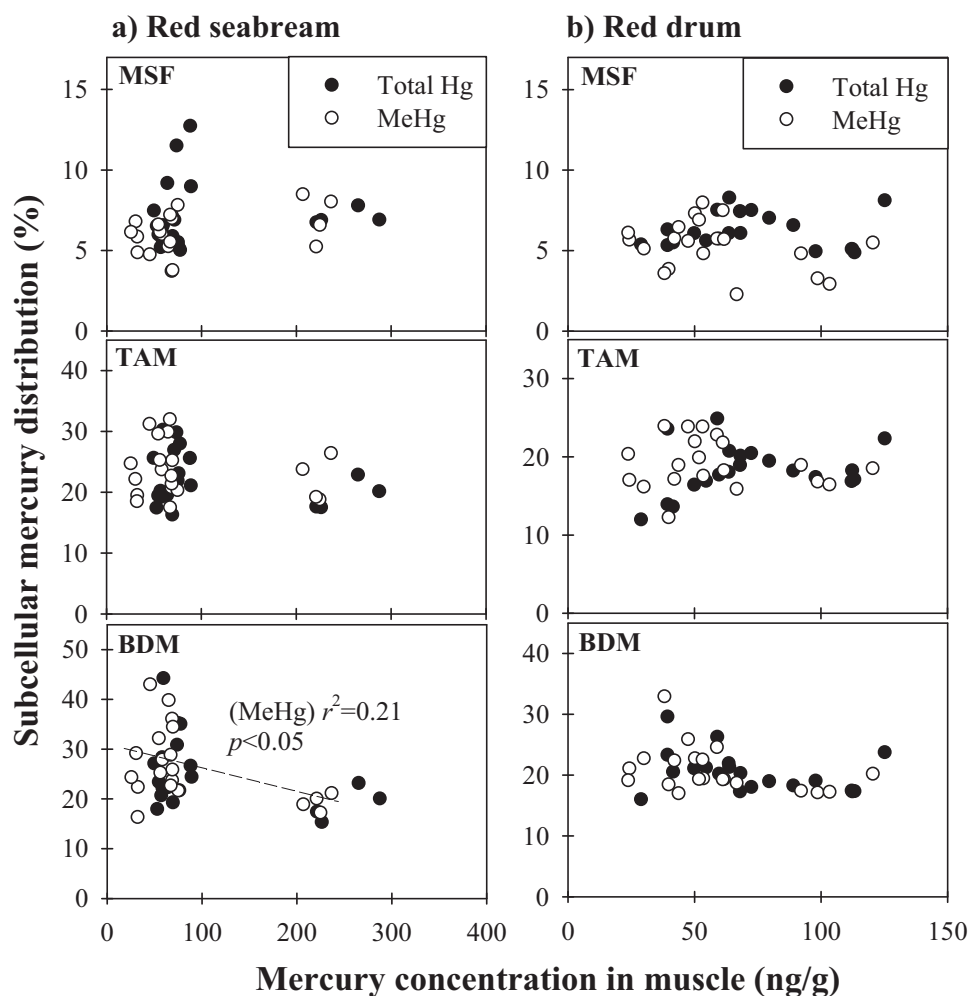 a) Red seabream
b) Red drum
Subcellular mercury distribution (%)
MSF
Total Hg
MeHg
15
10
5
0
MSF
Total Hg
MeHg
15
10
5
0
TAM
40
30
20
10
0
TAM
30
20
10
0
BDM
50
40
30
20
10
0
(MeHg) r²=0.21
p<0.05
0 100 200 300 400
BDM
40
30
20
10
0
0 50 100 150
Mercury concentration in muscle (ng/g)